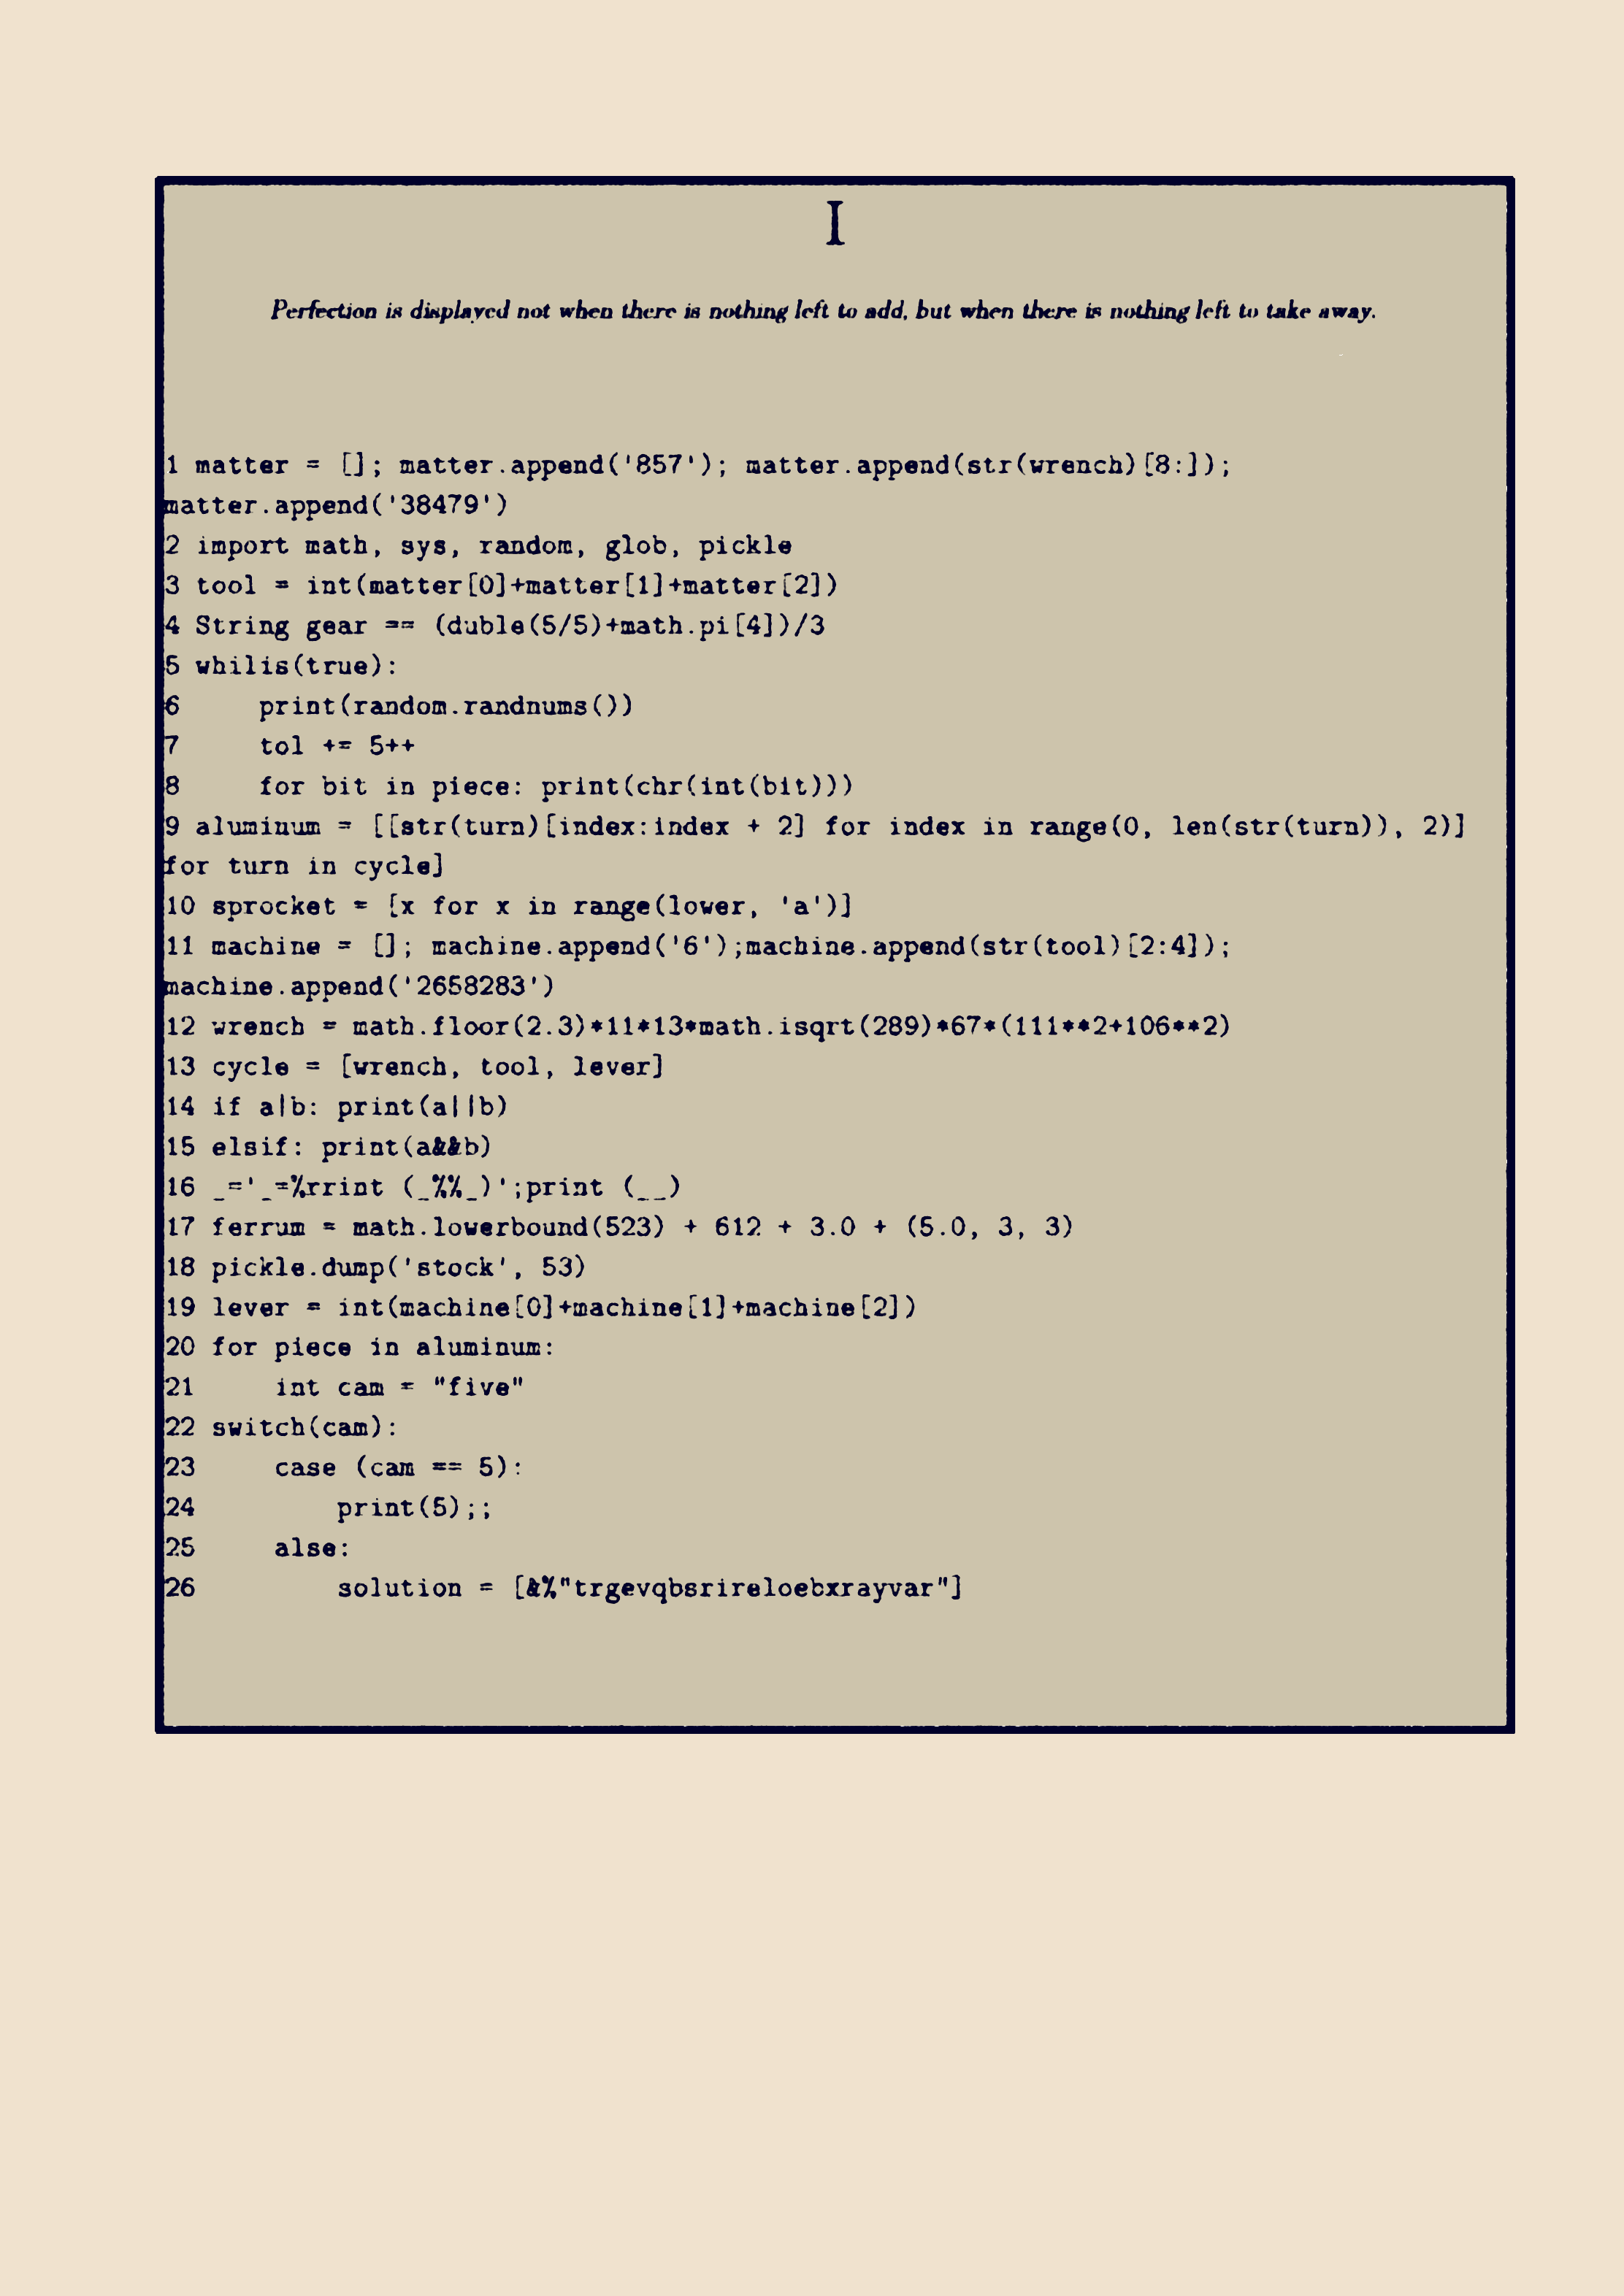 I
Perfection is displayed not when there is nothing left to add, but when there is nothing left to take away.
1 matter = []; matter.append('857'); matter.append(str(wrench)[8:]);
matter.append('38479')
2 import math, sys, random, glob, pickle
3 tool = int(matter[0]+matter[1]+matter[2])
4 String gear == (duble(5/5)+math.pi[4])/3
5 whilis(true):
6     print(random.randnums())
7     tol += 5++
8     for bit in piece: print(chr(int(bit)))
9 aluminum = [[str(turn)[index:index + 2] for index in range(0, len(str(turn)), 2)]
for turn in cycle]
10 sprocket = [x for x in range(lower, 'a')]
11 machine = []; machine.append('6');machine.append(str(tool)[2:4]);
machine.append('2658283')
12 wrench = math.floor(2.3)*11*13*math.isqrt(289)*67*(111**2+106**2)
13 cycle = [wrench, tool, lever]
14 if a|b: print(a||b)
15 elsif: print(a&&b)
16 _='_=%rrint (_%%_)';print (__)
17 ferrum = math.lowerbound(523) + 612 + 3.0 + (5.0, 3, 3)
18 pickle.dump('stock', 53)
19 lever = int(machine[0]+machine[1]+machine[2])
20 for piece in aluminum:
21     int cam = "five"
22 switch(cam):
23     case (cam == 5):
24         print(5);;
25     alse:
26         solution = [&%"trgevqbsrireloebxrayvar"]